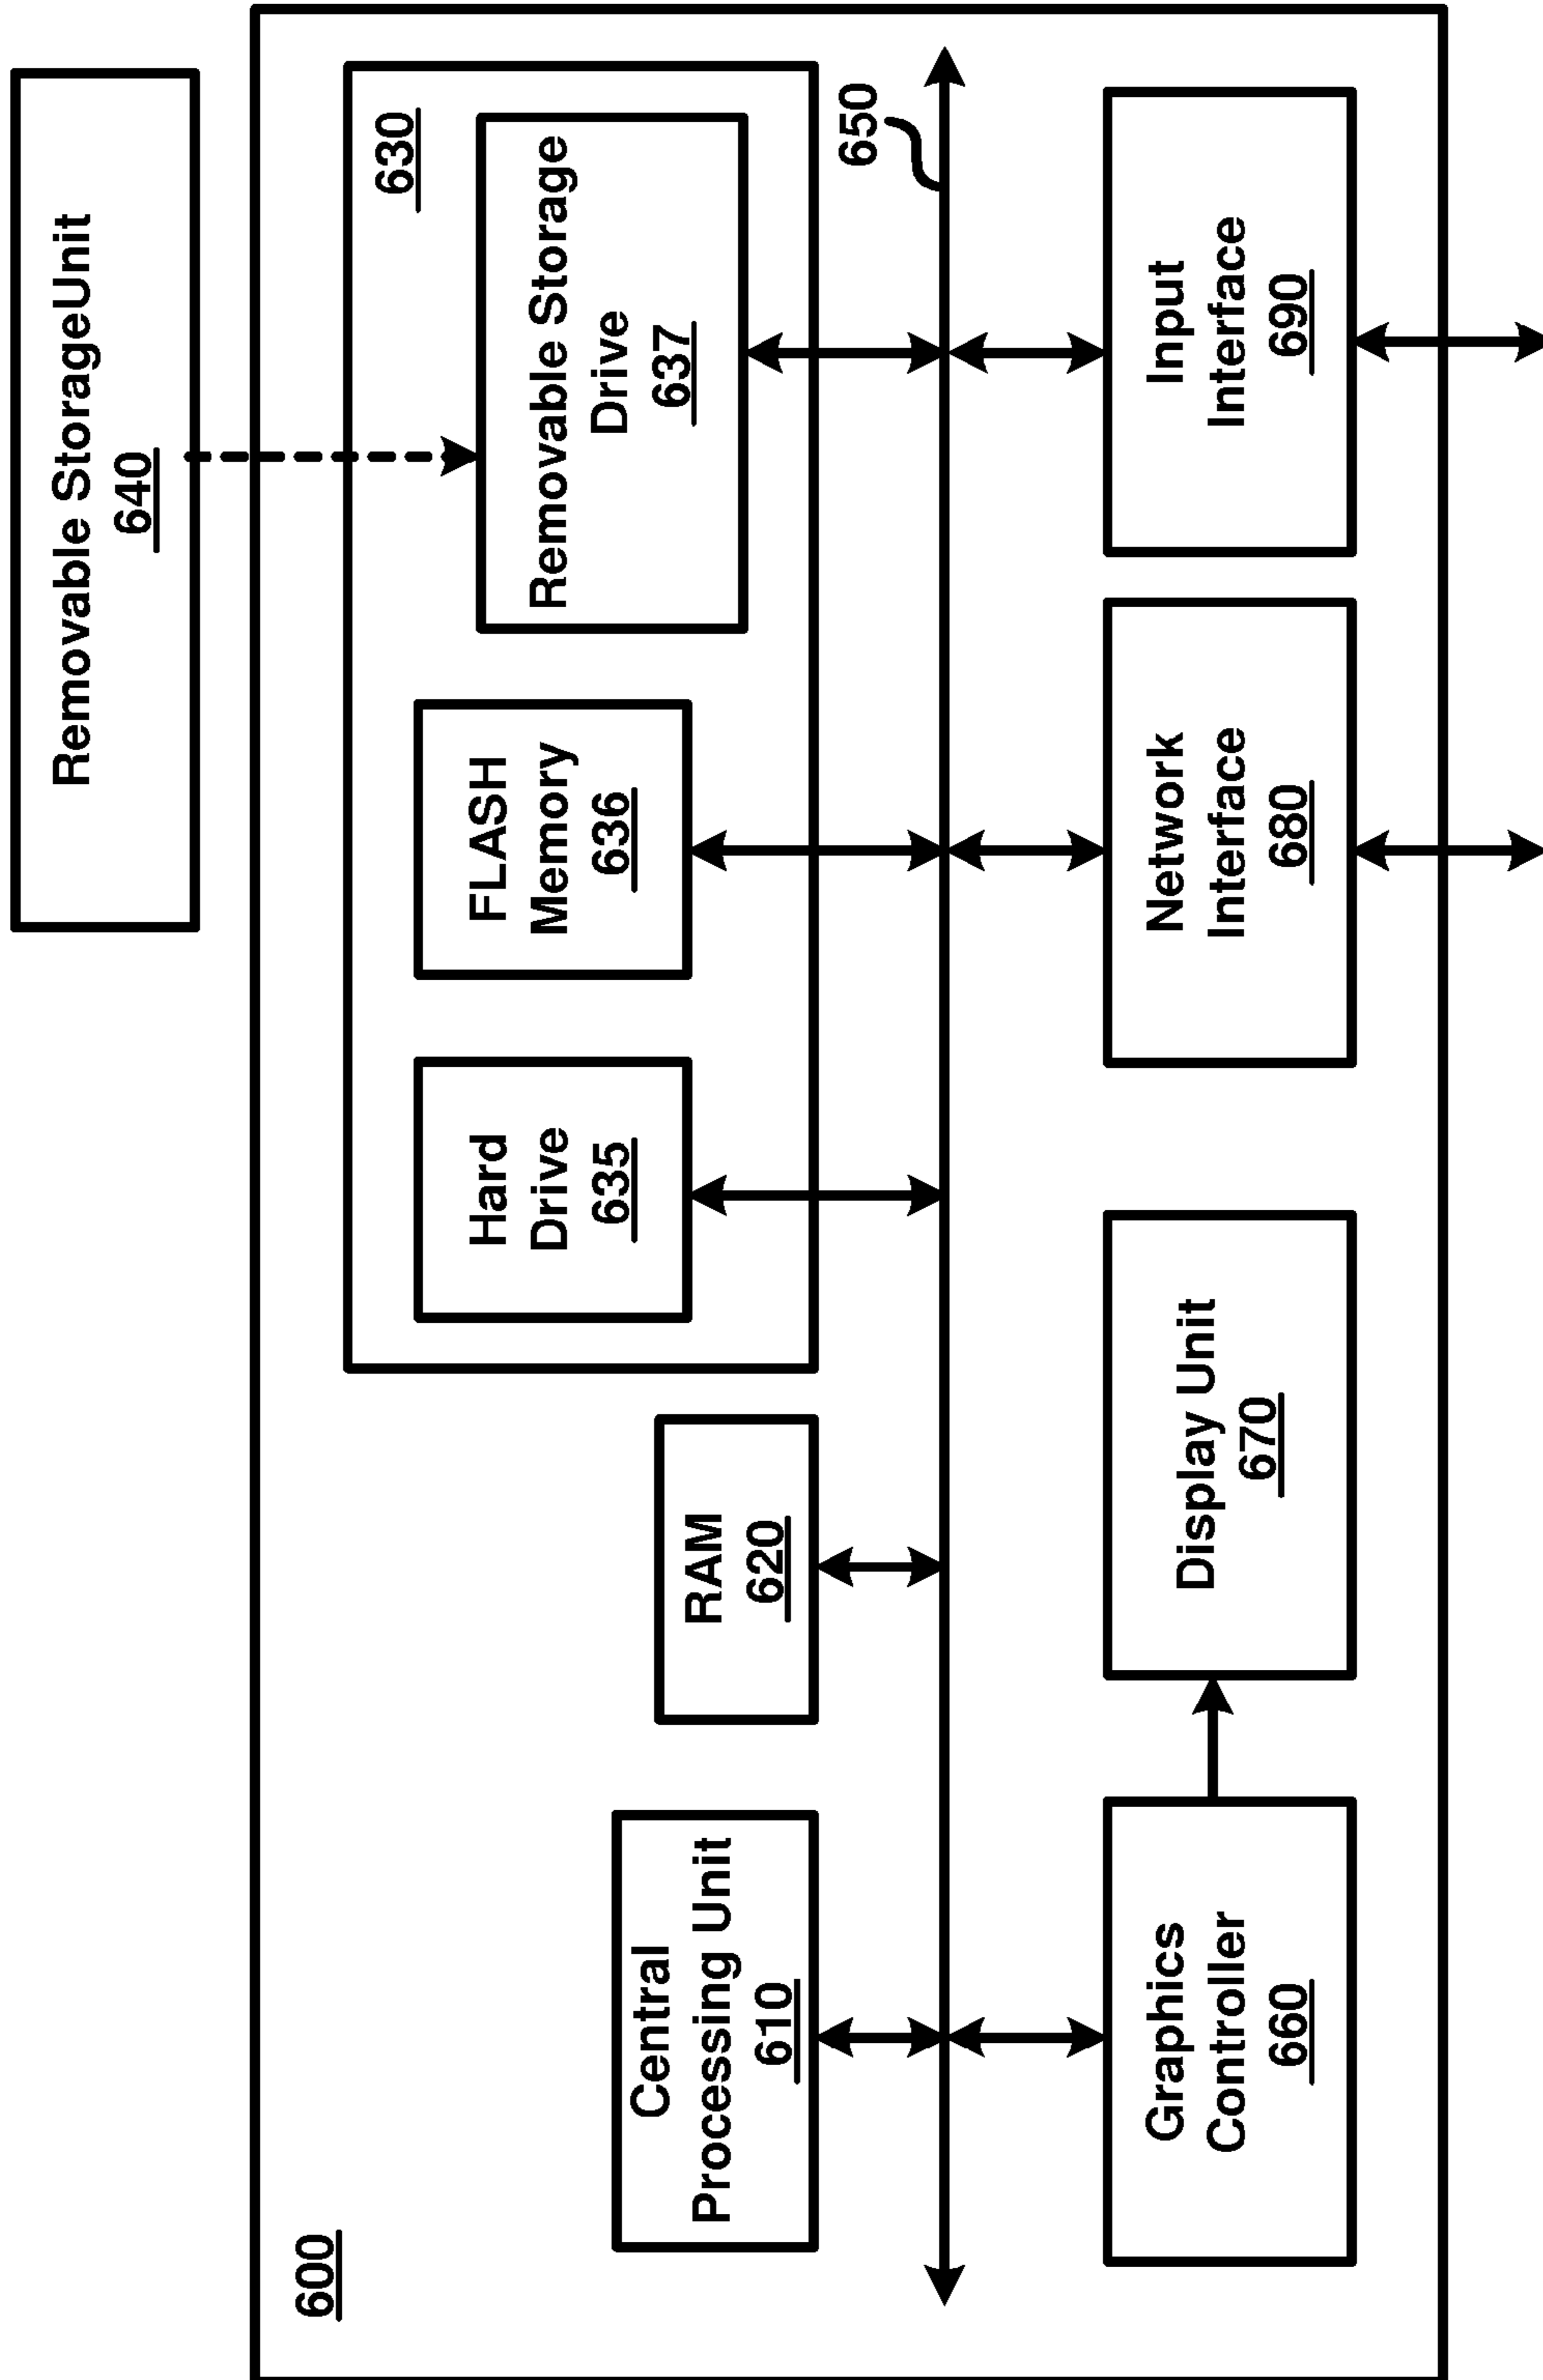 Removable StorageUnit
640
600
630
Central
Processing Unit
610
RAM
620
Hard
Drive
635
FLASH
Memory
636
Removable Storage
Drive
637
650
Graphics
Controller
660
Display Unit
670
Network
Interface
680
Input
Interface
690